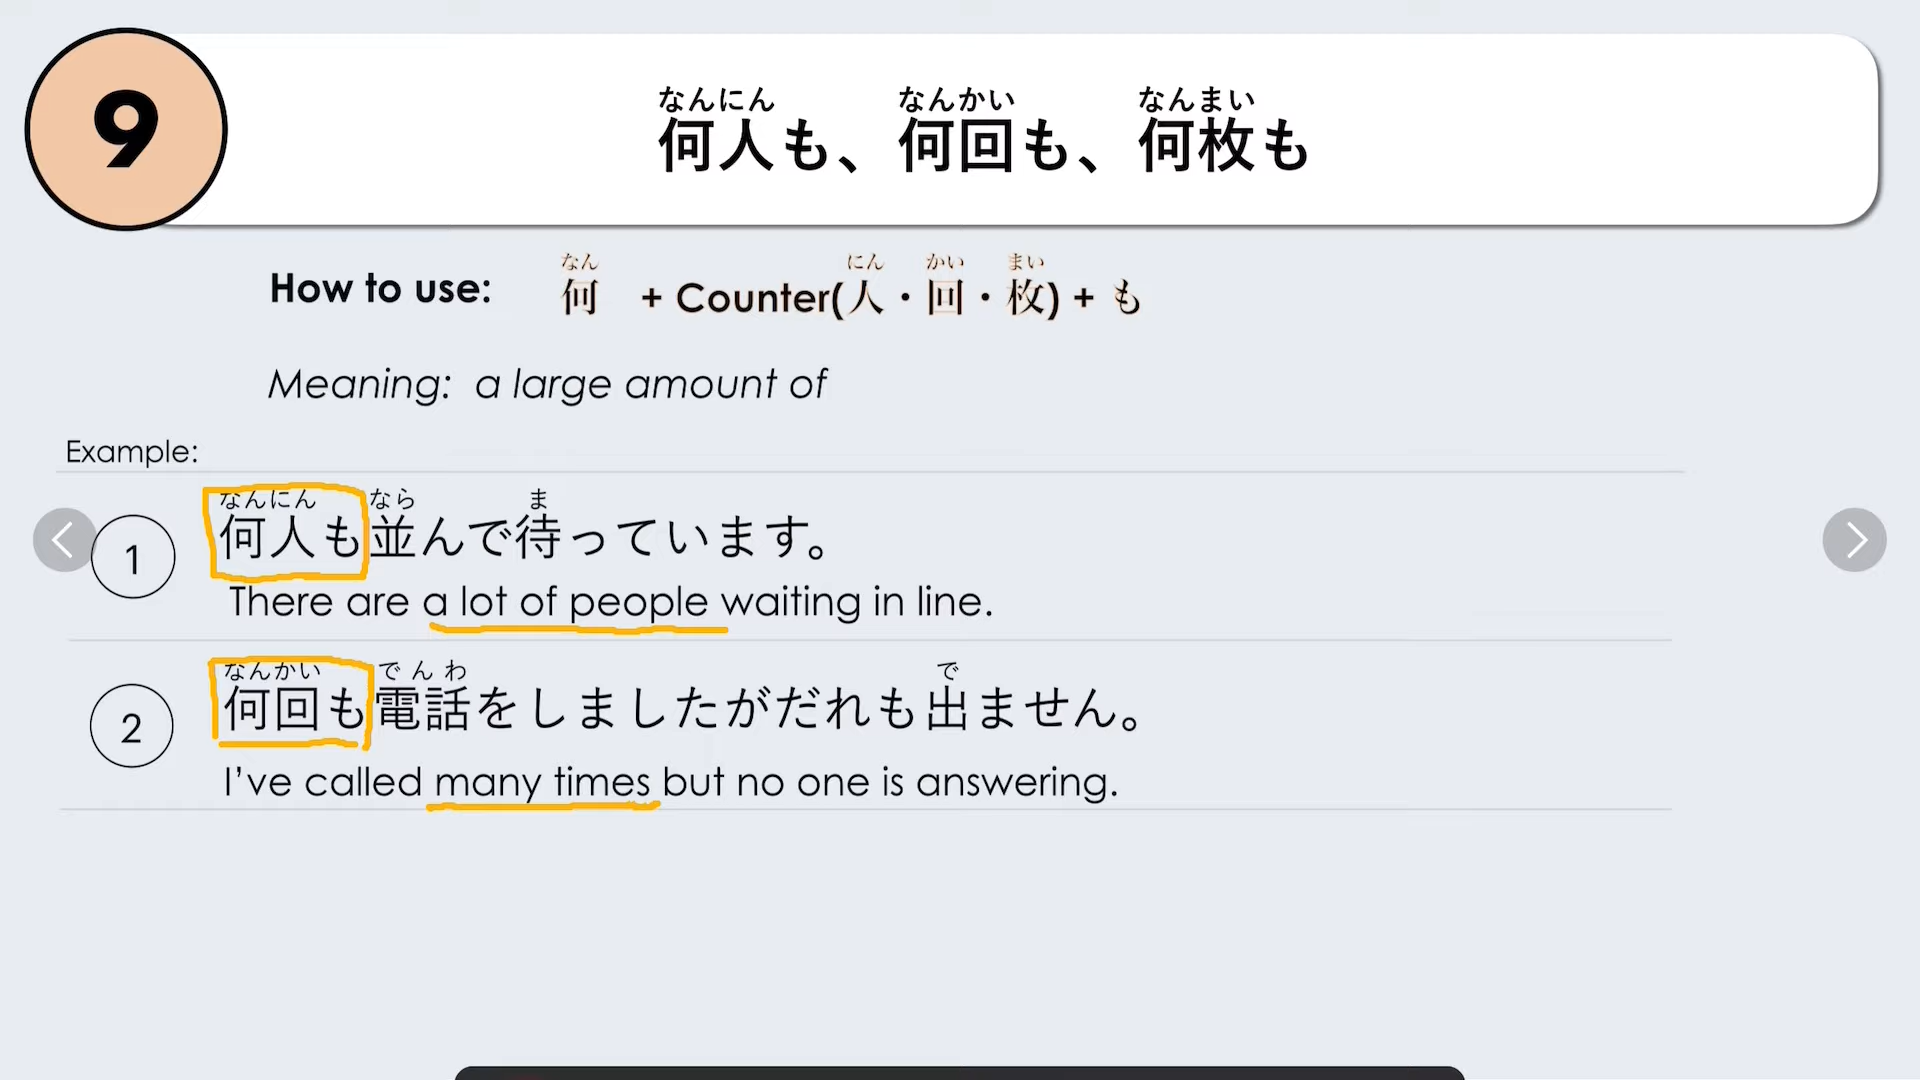 9
何人も、何回も、何枚も
なんにん なんかい なんまい
How to use: 何 + Counter(人・回・枚) + も
なん にん かい まい
Meaning: a large amount of
Example:
なんにん なら ま
1 何人も並んで待っています。
There are a lot of people waiting in line.
なんかい でんわ で
2 何回も電話をしましたがだれも出ません。
I've called many times but no one is answering.